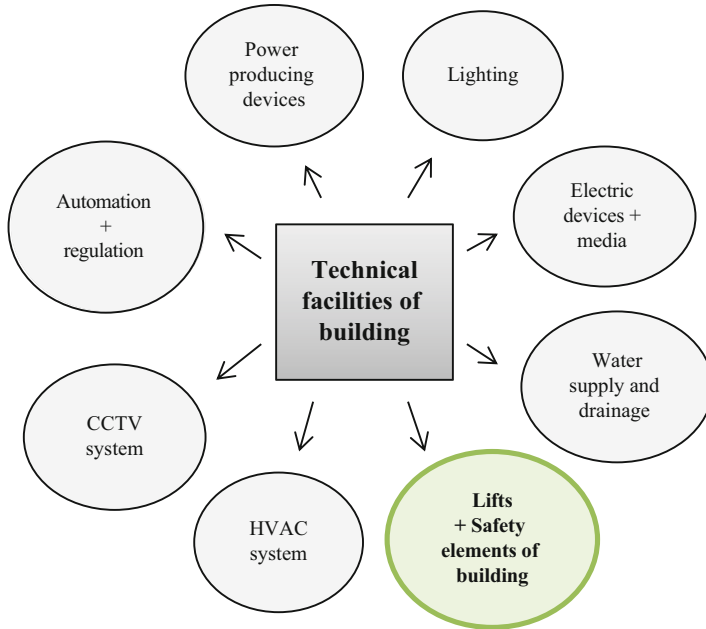 Power
producing
devices
Lighting
Automation
+
regulation
Electric
devices +
media
Technical
facilities of
building
CCTV
system
Water
supply and
drainage
HVAC
system
Lifts
+ Safety
elements of
building